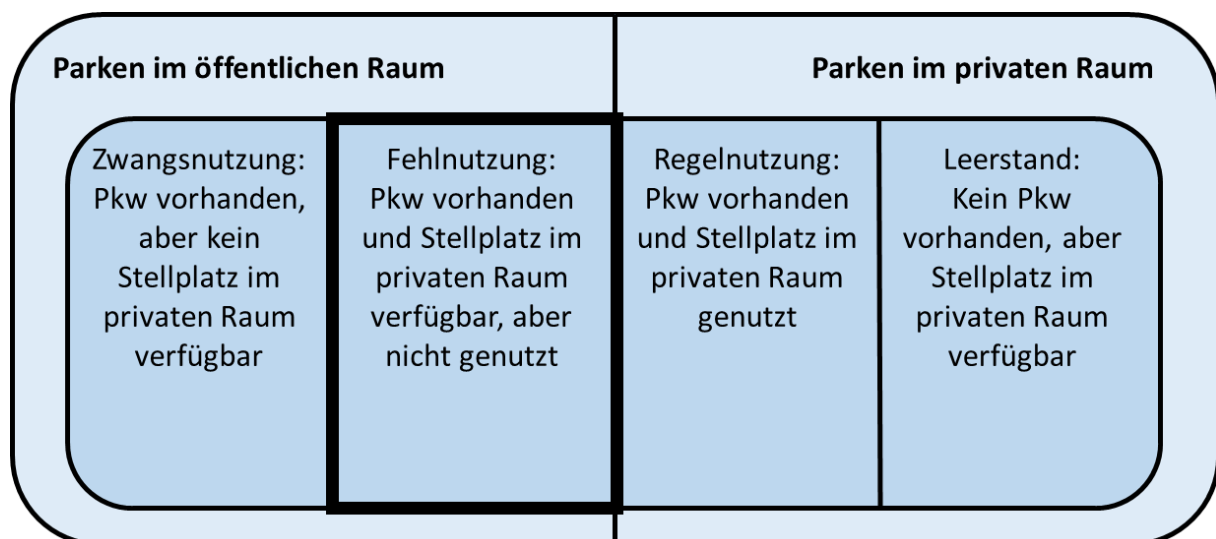 Parken im öffentlichen Raum
Parken im privaten Raum
Zwangsnutzung:
Pkw vorhanden,
aber kein
Stellplatz im
privaten Raum
verfügbar
Fehlnutzung:
Pkw vorhanden
und Stellplatz im
privaten Raum
verfügbar, aber
nicht genutzt
Regelnutzung:
Pkw vorhanden
und Stellplatz im
privaten Raum
genutzt
Leerstand:
Kein Pkw
vorhanden, aber
Stellplatz im
privaten Raum
verfügbar